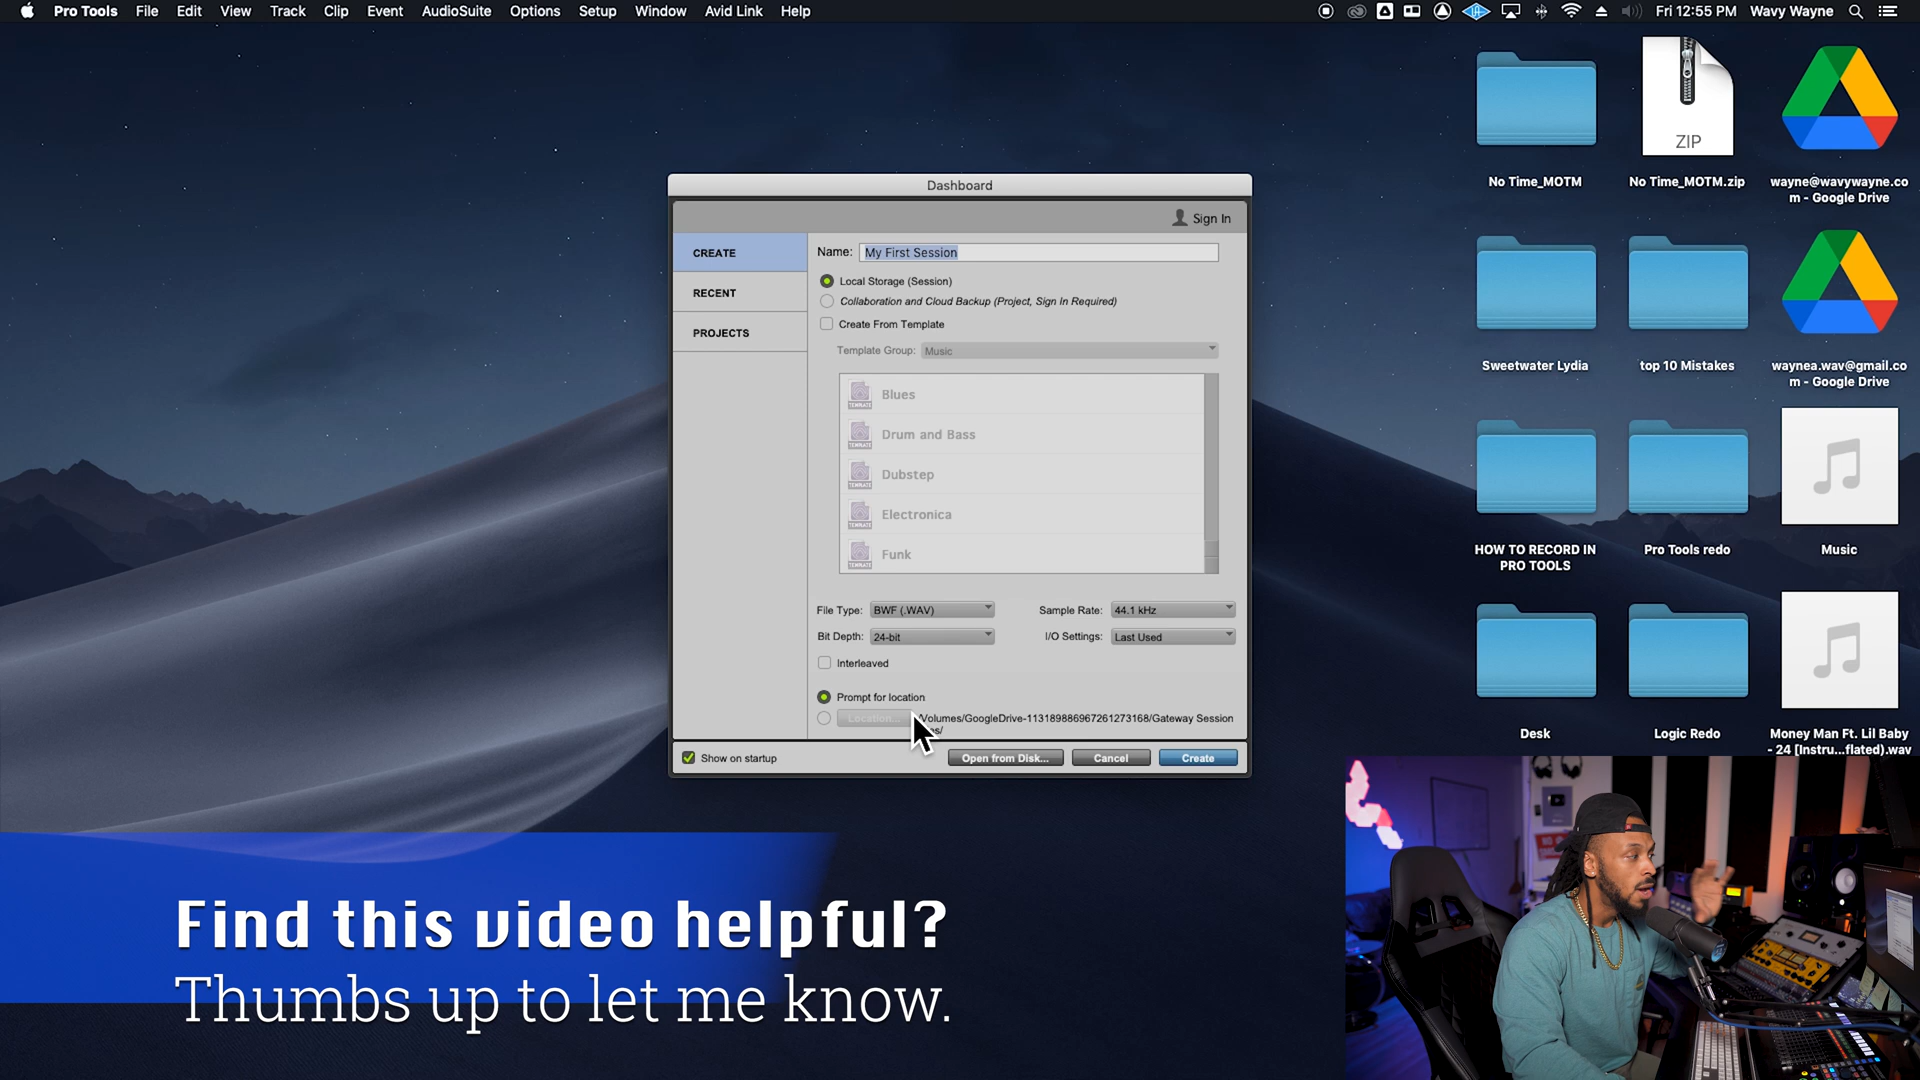 Pro Tools File Edit View Track Clip Event AudioSuite Options Setup Window Avid Link Help
Fri 12:55 PM Wavy Wayne
Dashboard
Sign In
CREATE
RECENT
PROJECTS
Name: My First Session
Local Storage (Session)
Collaboration and Cloud Backup (Project, Sign In Required)
Create From Template
Template Group: Music
TEMPLATE Blues
TEMPLATE Drum and Bass
TEMPLATE Dubstep
TEMPLATE Electronica
TEMPLATE Funk
File Type: BWF (.WAV) Sample Rate: 44.1 kHz
Bit Depth: 24-bit I/O Settings: Last Used
Interleaved
Prompt for location
Location... /Volumes/GoogleDrive-113189886967261273168/Gateway Session
Show on startup Open from Disk... Cancel Create
ZIP
No Time_MOTM
No Time_MOTM.zip
wayne@wavywayne.co
m - Google Drive
Sweetwater Lydia
top 10 Mistakes
waynea.wav@gmail.co
m - Google Drive
HOW TO RECORD IN
PRO TOOLS
Pro Tools redo
Music
Desk
Logic Redo
Money Man Ft. Lil Baby
- 24 [Instru...flated).wav
Find this video helpful?
Thumbs up to let me know.